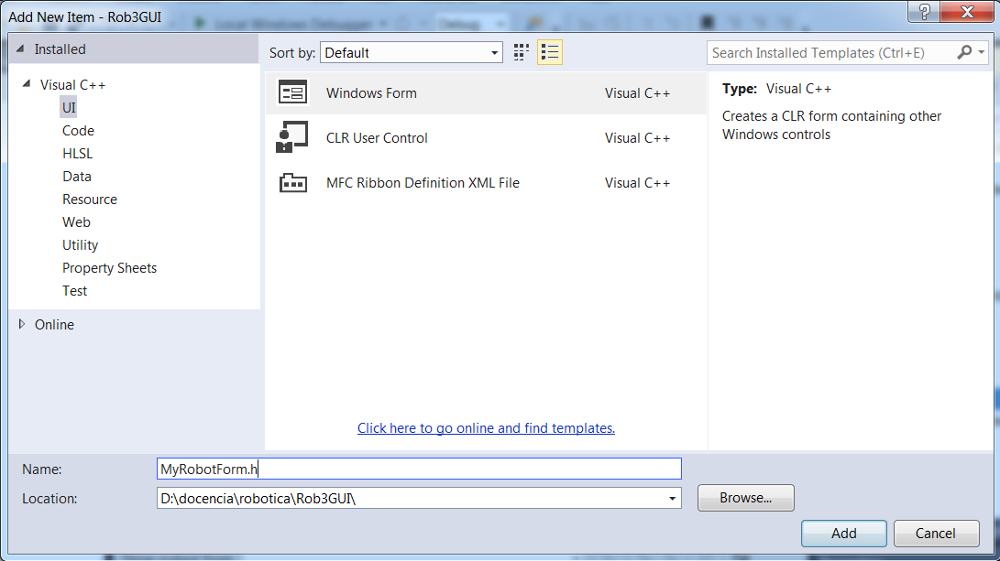 Add New Item - Rob3GUI
Installed
Sort by: Default
Search Installed Templates (Ctrl+E)
Visual C++
UI
Code
HLSL
Data
Resource
Web
Utility
Property Sheets
Test
Online
Windows Form Visual C++
CLR User Control Visual C++
MFC Ribbon Definition XML File Visual C++
Click here to go online and find templates.
Type: Visual C++
Creates a CLR form containing other
Windows controls
Name: MyRobotForm.h
Location: D:\docencia\robotica\Rob3GUI\
Browse...
Add Cancel